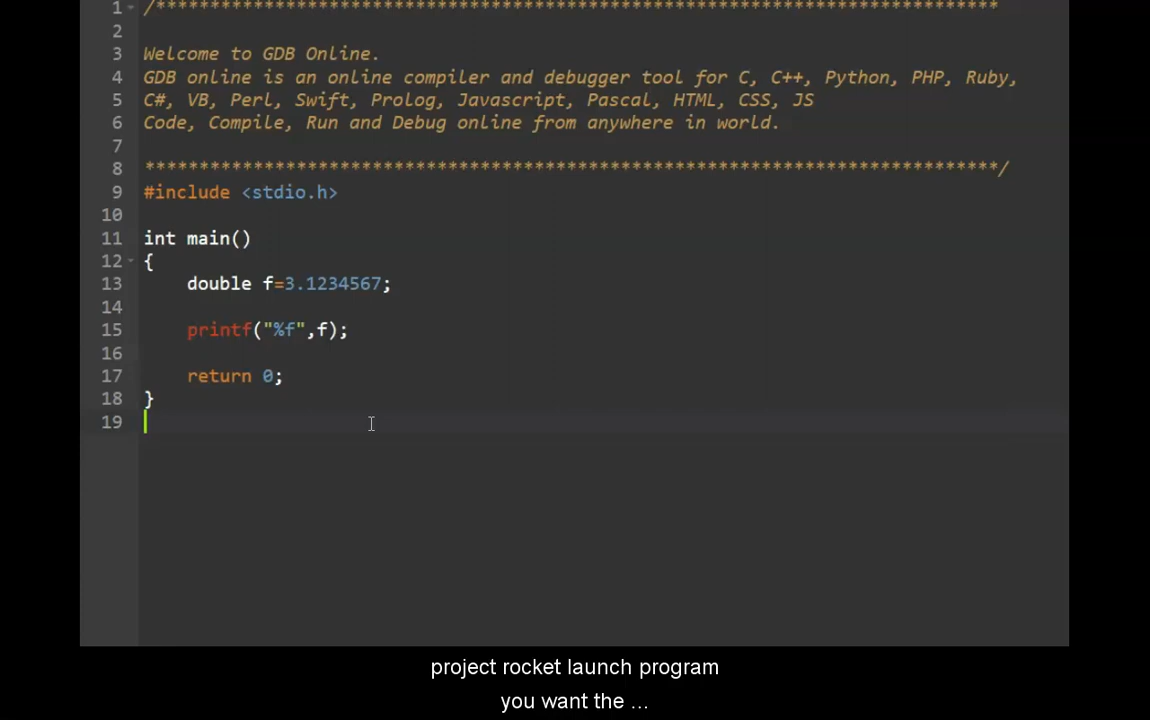 1 /******************************************************************************
2
3 Welcome to GDB Online.
4 GDB online is an online compiler and debugger tool for C, C++, Python, PHP, Ruby,
5 C#, VB, Perl, Swift, Prolog, Javascript, Pascal, HTML, CSS, JS
6 Code, Compile, Run and Debug online from anywhere in world.
7
8 *******************************************************************************/
9 #include <stdio.h>
10
11 int main()
12 {
13 double f=3.1234567;
14
15 printf("%f",f);
16
17 return 0;
18 }
19
project rocket launch program
you want the ...